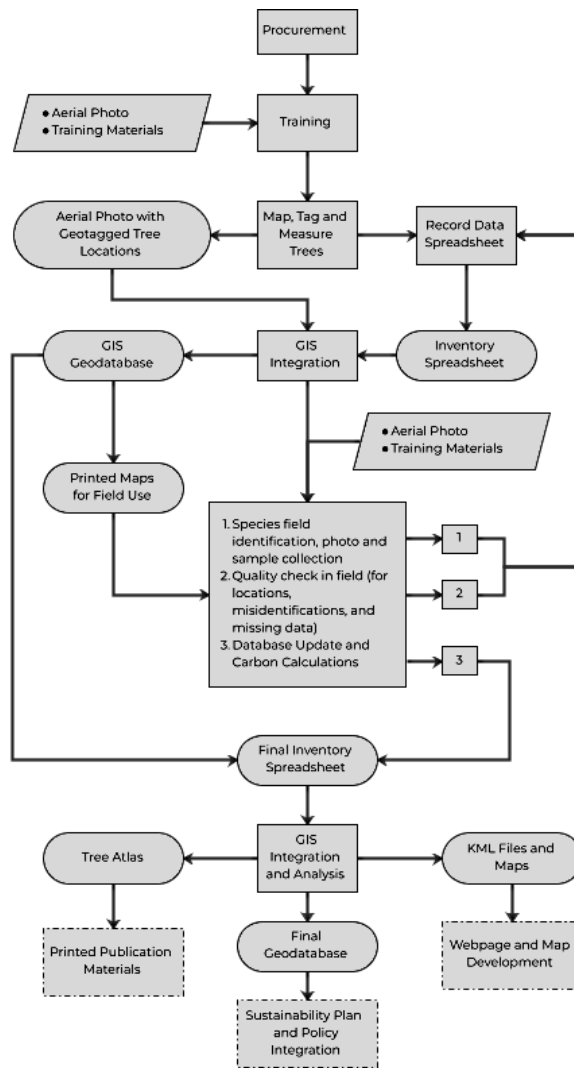 Procurement
● Aerial Photo
● Training Materials
Training
Aerial Photo with
Geotagged Tree
Locations
Map, Tag and
Measure
Trees
Record Data
Spreadsheet
GIS
Geodatabase
GIS
Integration
Inventory
Spreadsheet
● Aerial Photo
● Training Materials
Printed Maps
for Field Use
1. Species field
identification, photo and
sample collection
2. Quality check in field (for
locations,
misidentifications, and
missing data)
3. Database Update and
Carbon Calculations
1
2
3
Final Inventory
Spreadsheet
Tree Atlas
GIS
Integration
and Analysis
KML Files and
Maps
Printed Publication
Materials
Final
Geodatabase
Webpage and Map
Development
Sustainability Plan
and Policy
Integration